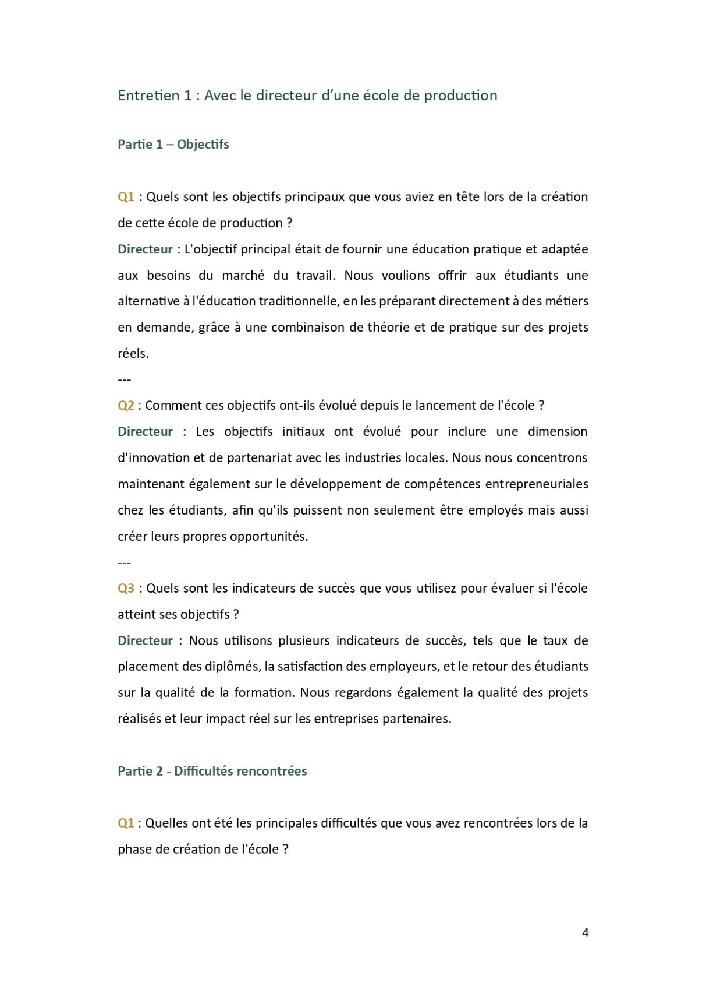 Entretien 1 : Avec le directeur d’une école de production
Partie 1 – Objectifs
Q1 : Quels sont les objectifs principaux que vous aviez en tête lors de la création
de cette école de production ?
Directeur : L'objectif principal était de fournir une éducation pratique et adaptée
aux besoins du marché du travail. Nous voulions offrir aux étudiants une
alternative à l'éducation traditionnelle, en les préparant directement à des métiers
en demande, grâce à une combinaison de théorie et de pratique sur des projets
réels.
---
Q2 : Comment ces objectifs ont-ils évolué depuis le lancement de l'école ?
Directeur : Les objectifs initiaux ont évolué pour inclure une dimension
d'innovation et de partenariat avec les industries locales. Nous nous concentrons
maintenant également sur le développement de compétences entrepreneuriales
chez les étudiants, afin qu'ils puissent non seulement être employés mais aussi
créer leurs propres opportunités.
---
Q3 : Quels sont les indicateurs de succès que vous utilisez pour évaluer si l'école
atteint ses objectifs ?
Directeur : Nous utilisons plusieurs indicateurs de succès, tels que le taux de
placement des diplômés, la satisfaction des employeurs, et le retour des étudiants
sur la qualité de la formation. Nous regardons également la qualité des projets
réalisés et leur impact réel sur les entreprises partenaires.
Partie 2 - Difficultés rencontrées
Q1 : Quelles ont été les principales difficultés que vous avez rencontrées lors de la
phase de création de l'école ?
4